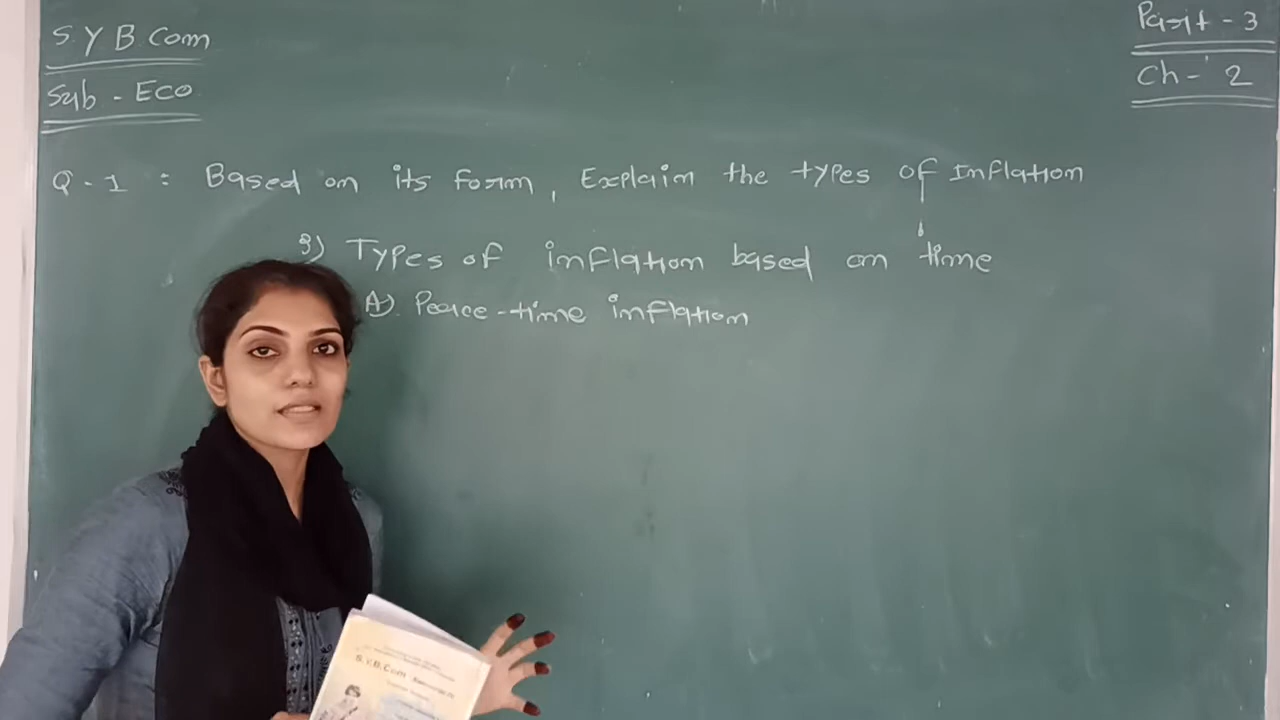 S Y B Com
Sub - Eco
Part - 3
Ch - 2
Q - 1 : Based on its form, Explain the types of Inflation
3) Types of inflation based on time
A) Peace - time inflation
S.Y.B.Com